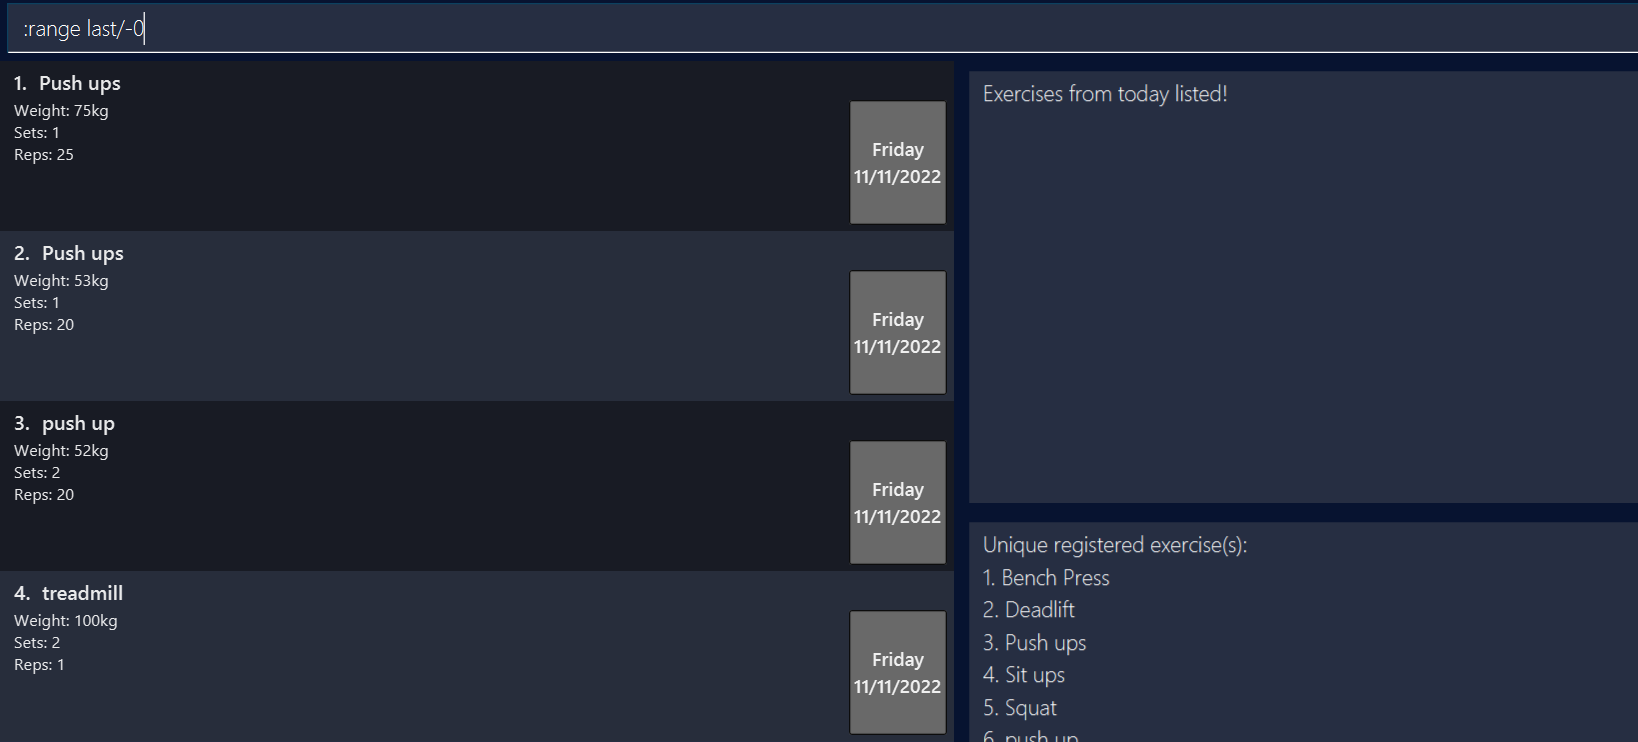 :range last/-0
1. Push ups
Weight: 75kg
Sets: 1
Reps: 25
Friday
11/11/2022
2. Push ups
Weight: 53kg
Sets: 1
Reps: 20
Friday
11/11/2022
3. push up
Weight: 52kg
Sets: 2
Reps: 20
Friday
11/11/2022
4. treadmill
Weight: 100kg
Sets: 2
Reps: 1
Friday
11/11/2022
Exercises from today listed!
Unique registered exercise(s):
1. Bench Press
2. Deadlift
3. Push ups
4. Sit ups
5. Squat
6. push up